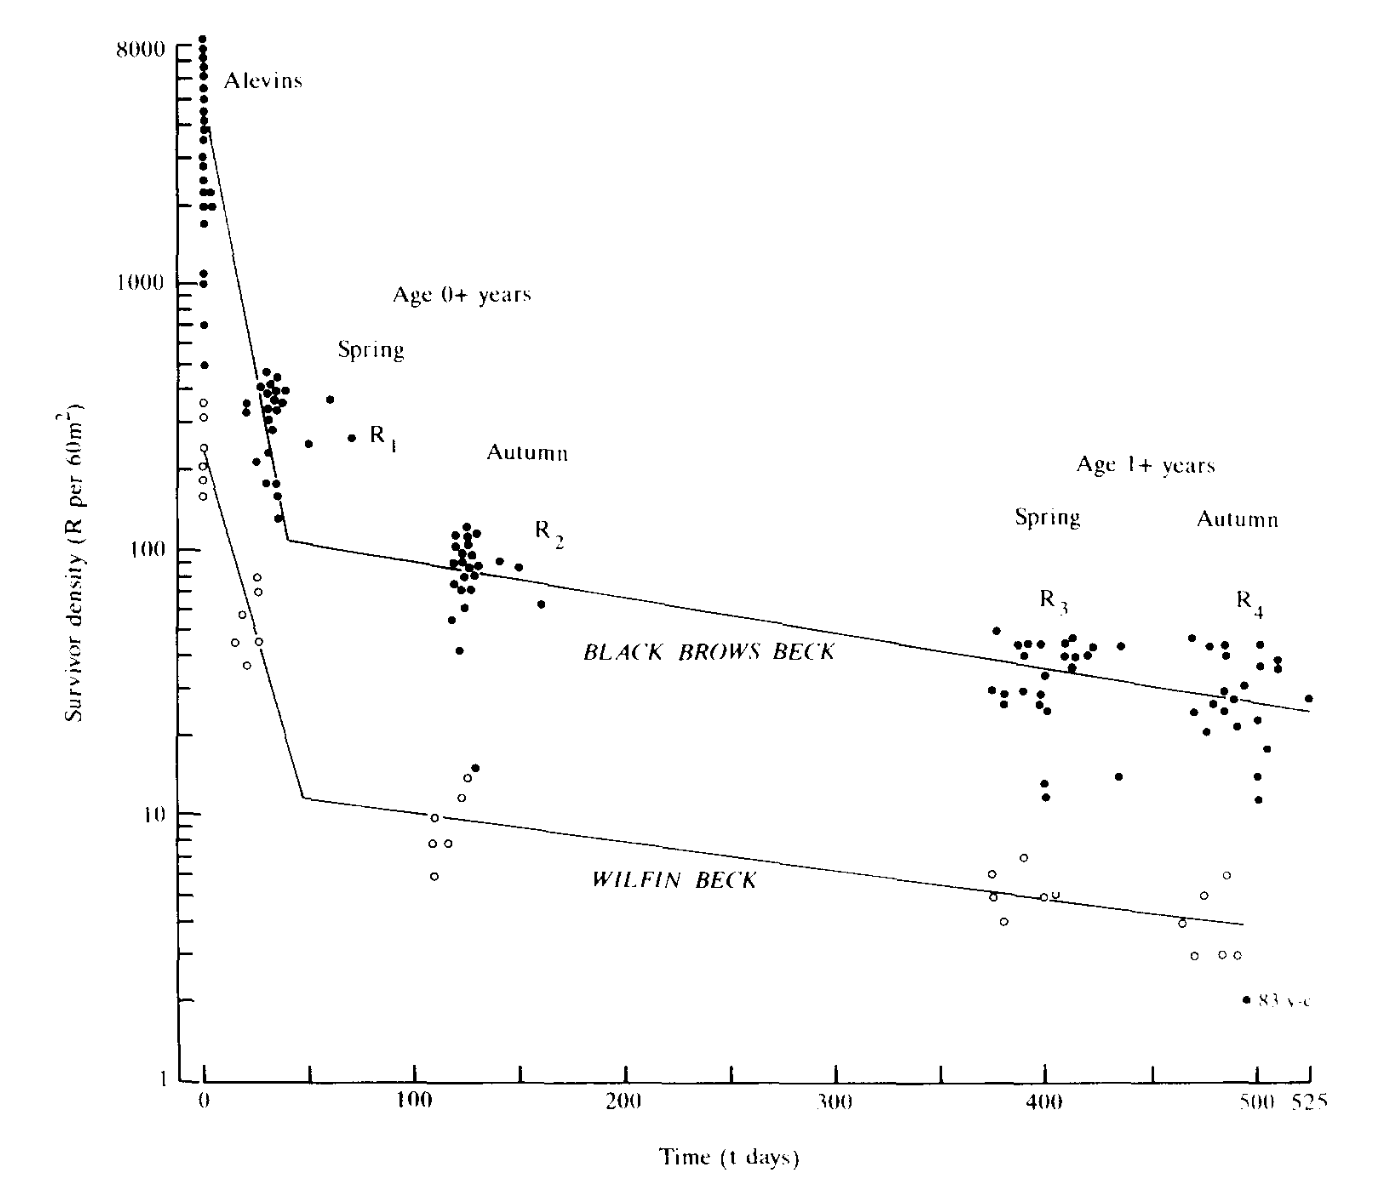 8000
Alevins
1000
Age 0+ years
Spring
R1
Autumn
Age 1+ years
Spring
Autumn
R2
100
R3
R4
BLACK BROWS BECK
Survivor density (R per 60m²)
10
WILFIN BECK
83 y-c
1
0 100 200 300 400 500 525
Time (t days)